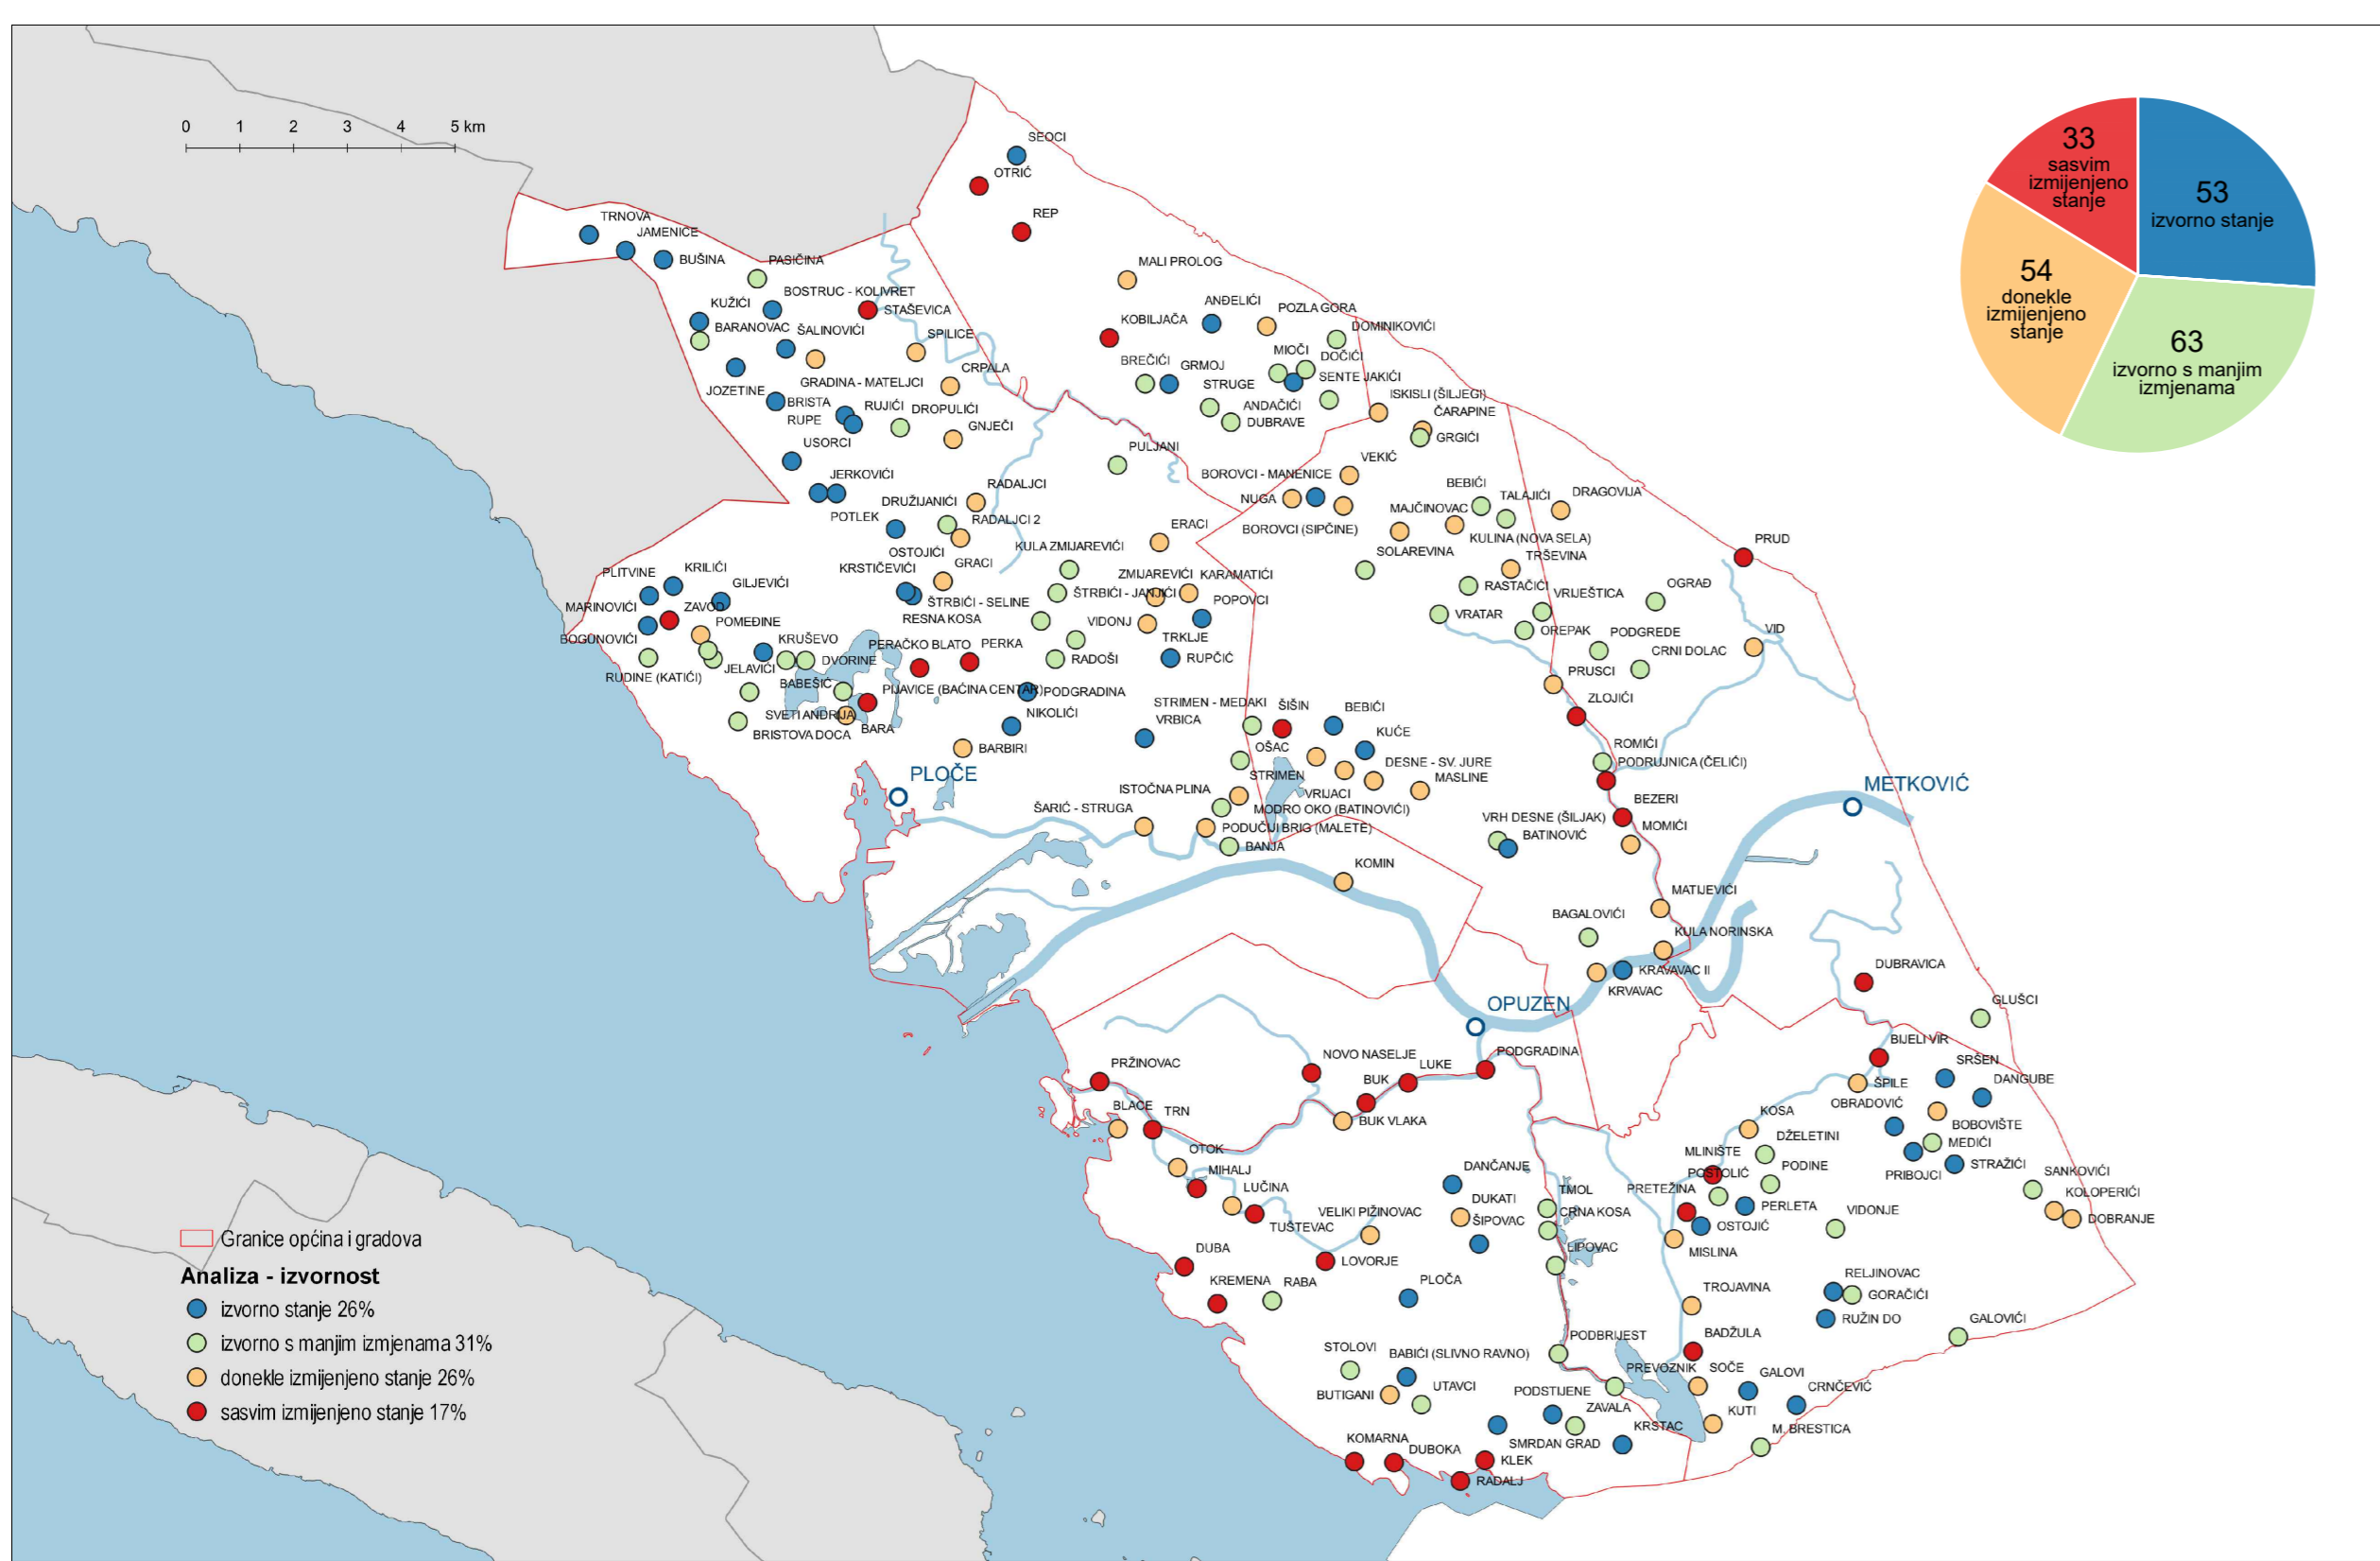 0 1 2 3 4 5 km
33
sasvim
izmijenjeno
stanje
53
izvorno stanje
54
donekle
izmijenjeno
stanje
63
izvorno s manjim
izmjenama
SEOCI
OTRIĆ
REP
TRNOVA
JAMENICE
BUŠINA
PASIČINA
MALI PROLOG
KUŽIĆI
BOSTRUC - KOLIVRET
STAŠEVICA
BARANOVAC
ŠALINOVIĆI
SPILICE
ANĐELIĆI
POZLA GORA
KOBILJAČA
DOMINIKOVIĆI
JOZETINE
GRADINA - MATELJCI
CRPALA
BREČIĆI
GRMOJ
MIOČI
DOČIĆI
STRUGE
SENTE JAKIĆI
BRISTA
RUPE
RUJIĆI
DROPULIĆI
GNJEČI
ANDAČIĆI
DUBRAVE
ISKISLI (ŠILJEGI)
ČARAPINE
GRGIĆI
USORCI
JERKOVIĆI
PULJANI
VEKIĆ
BOROVCI - MANENICE
NUGA
BOROVCI (SIPČINE)
BEBIĆI
TALAJIĆI
DRAGOVIJA
MAJČINOVAC
KULINA (NOVA SELA)
RADALJCI
DRUŽIJANIĆI
POTLEK
RADALJCI 2
OSTOJIĆI
KULA ZMIJAREVIĆI
ERACI
SOLAREVINA
TRŠEVINA
PRUD
PLITVINE
KRILIĆI
GILJEVIĆI
KRSTIČEVIĆI
GRACI
ZMIJAREVIĆI
KARAMATIĆI
ŠTRBIĆI - JANJIĆI
POPOVCI
RASTAČIĆI
VRIJEŠTICA
OGRAĐ
MARINOVIĆI
ZAVOD
POMEĐINE
ŠTRBIĆI - SELINE
RESNA KOSA
VIDONJ
TRKLJE
VRATAR
OREPAK
PODGREDE
VID
BOGUNOVIĆI
KRUŠEVO
PERAČKO BLATO
PERKA
RADOŠI
RUPČIĆ
CRNI DOLAC
RUDINE (KATIĆI)
JELAVIĆI
DVORINE
PRUSCI
BABEŠIĆ
PIJAVICE (BAĆINA CENTAR)
PODGRADINA
ZLOJIĆI
SVETI ANDRIJA
BARA
NIKOLIĆI
VRBICA
STRIMEN - MEDAKI
ŠIŠIN
BEBIĆI
KUĆE
BRISTOVA DOCA
BARBIRI
OŠAC
DESNE - SV. JURE
ROMIĆI
PODRUJNICA (ČELIĆI)
PLOČE
STRIMEN
MASLINE
METKOVIĆ
ISTOČNA PLINA
VRIJACI
ŠARIĆ - STRUGA
MODRO OKO (BATINOVIĆI)
BEZERI
PODUČIJI BRIG (MALETE)
VRH DESNE (ŠILJAK)
MOMIĆI
BATINOVIĆ
BANJA
KOMIN
MATIJEVIĆI
BAGALOVIĆI
KULA NORINSKA
KRAVAVAC II
KRVAVAC
DUBRAVICA
GLUŠCI
OPUZEN
PODGRADINA
BIJELI VIR
SRŠEN
PRŽINOVAC
NOVO NASELJE
LUKE
BUK
ŠPILE
DANGUBE
OBRADOVIĆ
BLACE
TRN
BUK VLAKA
KOSA
BOBOVIŠTE
DŽELETINI
MEDIĆI
OTOK
MLINIŠTE
MIHALJ
DANČANJE
POSTOLIĆ
PODINE
PRIBOJCI
STRAŽIĆI
SANKOVIĆI
LUČINA
DUKATI
TMOL
PRETEŽINA
KOLOPERIĆI
VELIKI PIŽINOVAC
ŠIPOVAC
CRNA KOSA
PERLETA
VIDONJE
DOBRANJE
TUŠTEVAC
OSTOJIĆ
DUBA
LIPOVAC
MISLINA
LOVORJE
KREMENA
RABA
PLOČA
TROJAVINA
RELJINOVAC
GORAČIĆI
RUŽIN DO
GALOVIĆI
STOLOVI
BABIĆI (SLIVNO RAVNO)
PODBRIJEST
BADŽULA
PREVOZNIK
SOČE
GALOVI
BUTIGANI
UTAVCI
PODSTIJENE
CRNČEVIĆ
ZAVALA
KUTI
KRSTAC
M. BRESTICA
KOMARNA
DUBOKA
SMRDAN GRAD
KLEK
RADALJ
Granice općina i gradova
Analiza - izvornost
izvorno stanje 26%
izvorno s manjim izmjenama 31%
donekle izmijenjeno stanje 26%
sasvim izmijenjeno stanje 17%